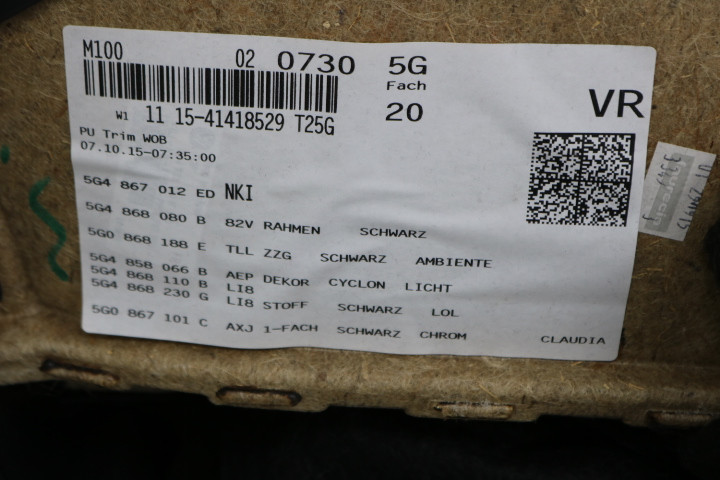 M100 02 0730 5G
Fach
W1 11 15-41418529 T25G 20
VR
PU Trim WOB
07.10.15-07:35:00
5G4 867 012 ED NKI
5G4 868 080 B 82V RAHMEN SCHWARZ
5G0 868 188 E TLL ZZG SCHWARZ AMBIENTE
5G4 858 066 B AEP DEKOR CYCLON LICHT
5G4 868 110 B LI8
5G4 868 230 G LI8 STOFF SCHWARZ LOL
5G0 867 101 C AXJ 1-FACH SCHWARZ CHROM
CLAUDIA